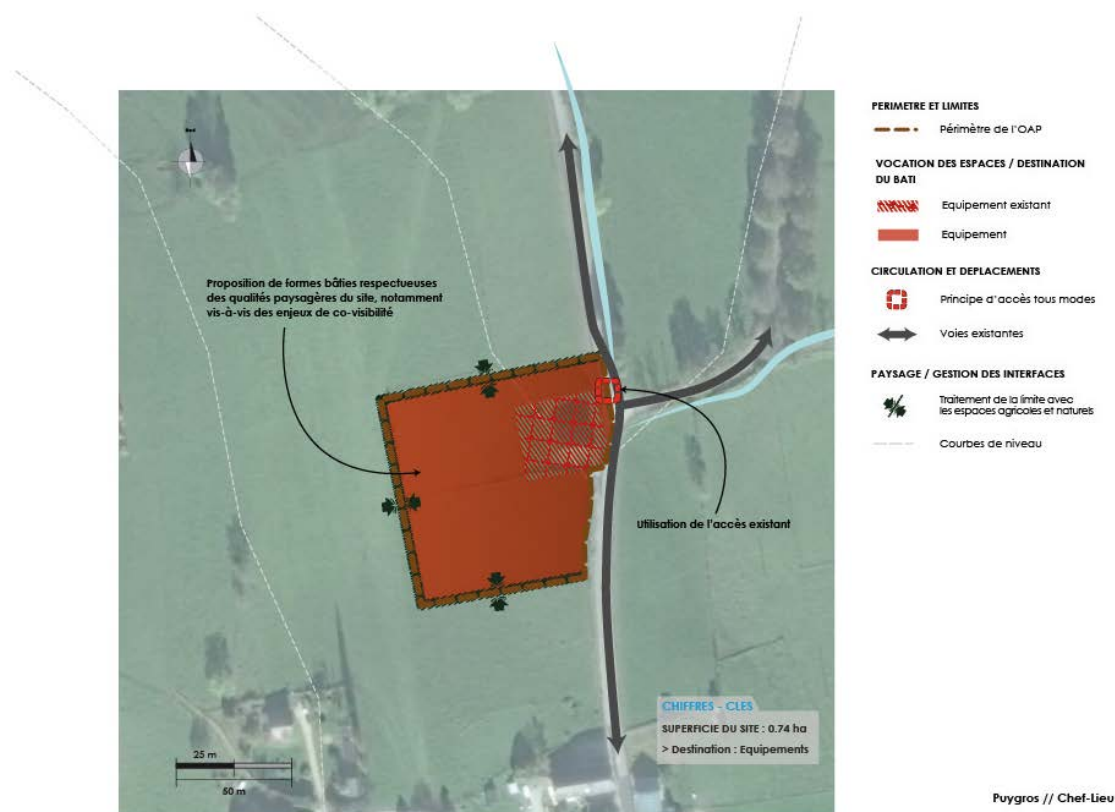 Nord
Proposition de formes bâties respectueuses
des qualités paysagères du site, notamment
vis-à-vis des enjeux de co-visibilité
Utilisation de l'accès existant
CHIFFRES - CLES
SUPERFICIE DU SITE : 0.74 ha
> Destination : Equipements
25 m
50 m
PERIMETRE ET LIMITES
Périmètre de l'OAP
VOCATION DES ESPACES / DESTINATION
DU BATI
Equipement existant
Equipement
CIRCULATION ET DEPLACEMENTS
Principe d'accès tous modes
Voies existantes
PAYSAGE / GESTION DES INTERFACES
Traitement de la limite avec
les espaces agricoles et naturels
Courbes de niveau
Puygros // Chef-Lieu